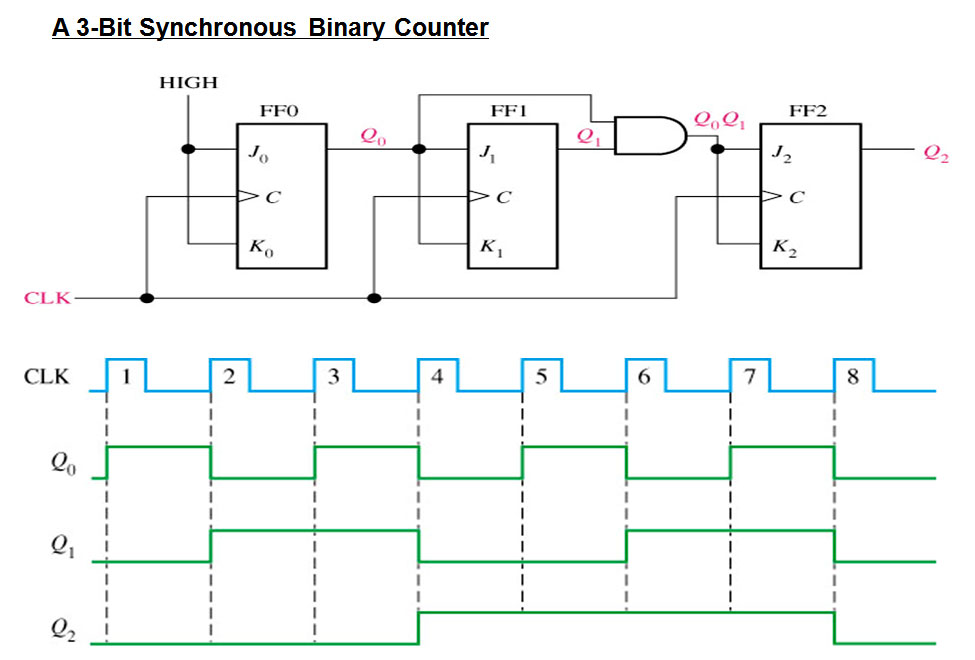 A 3-Bit Synchronous Binary Counter
HIGH
FF0 FF1 FF2
Q₀ Q₁ Q₀Q₁ Q₂
J₀ J₁ J₂
C C C
K₀ K₁ K₂
CLK
CLK 1 2 3 4 5 6 7 8
Q₀
Q₁
Q₂